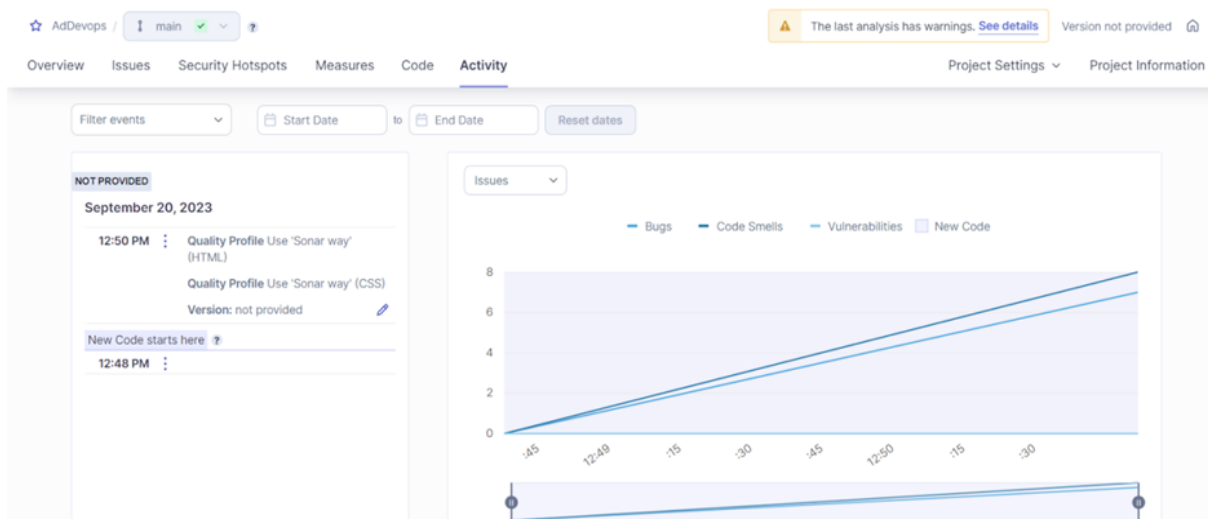 AdDevops / main ?
The last analysis has warnings. See details Version not provided
Overview Issues Security Hotspots Measures Code Activity Project Settings Project Information
Filter events Start Date to End Date Reset dates
NOT PROVIDED
September 20, 2023
12:50 PM Quality Profile Use 'Sonar way'
(HTML)
Quality Profile Use 'Sonar way' (CSS)
Version: not provided
New Code starts here ?
12:48 PM
Issues
Bugs Code Smells Vulnerabilities New Code
8
6
4
2
0
:45 12:49 :15 :30 :45 12:50 :15 :30